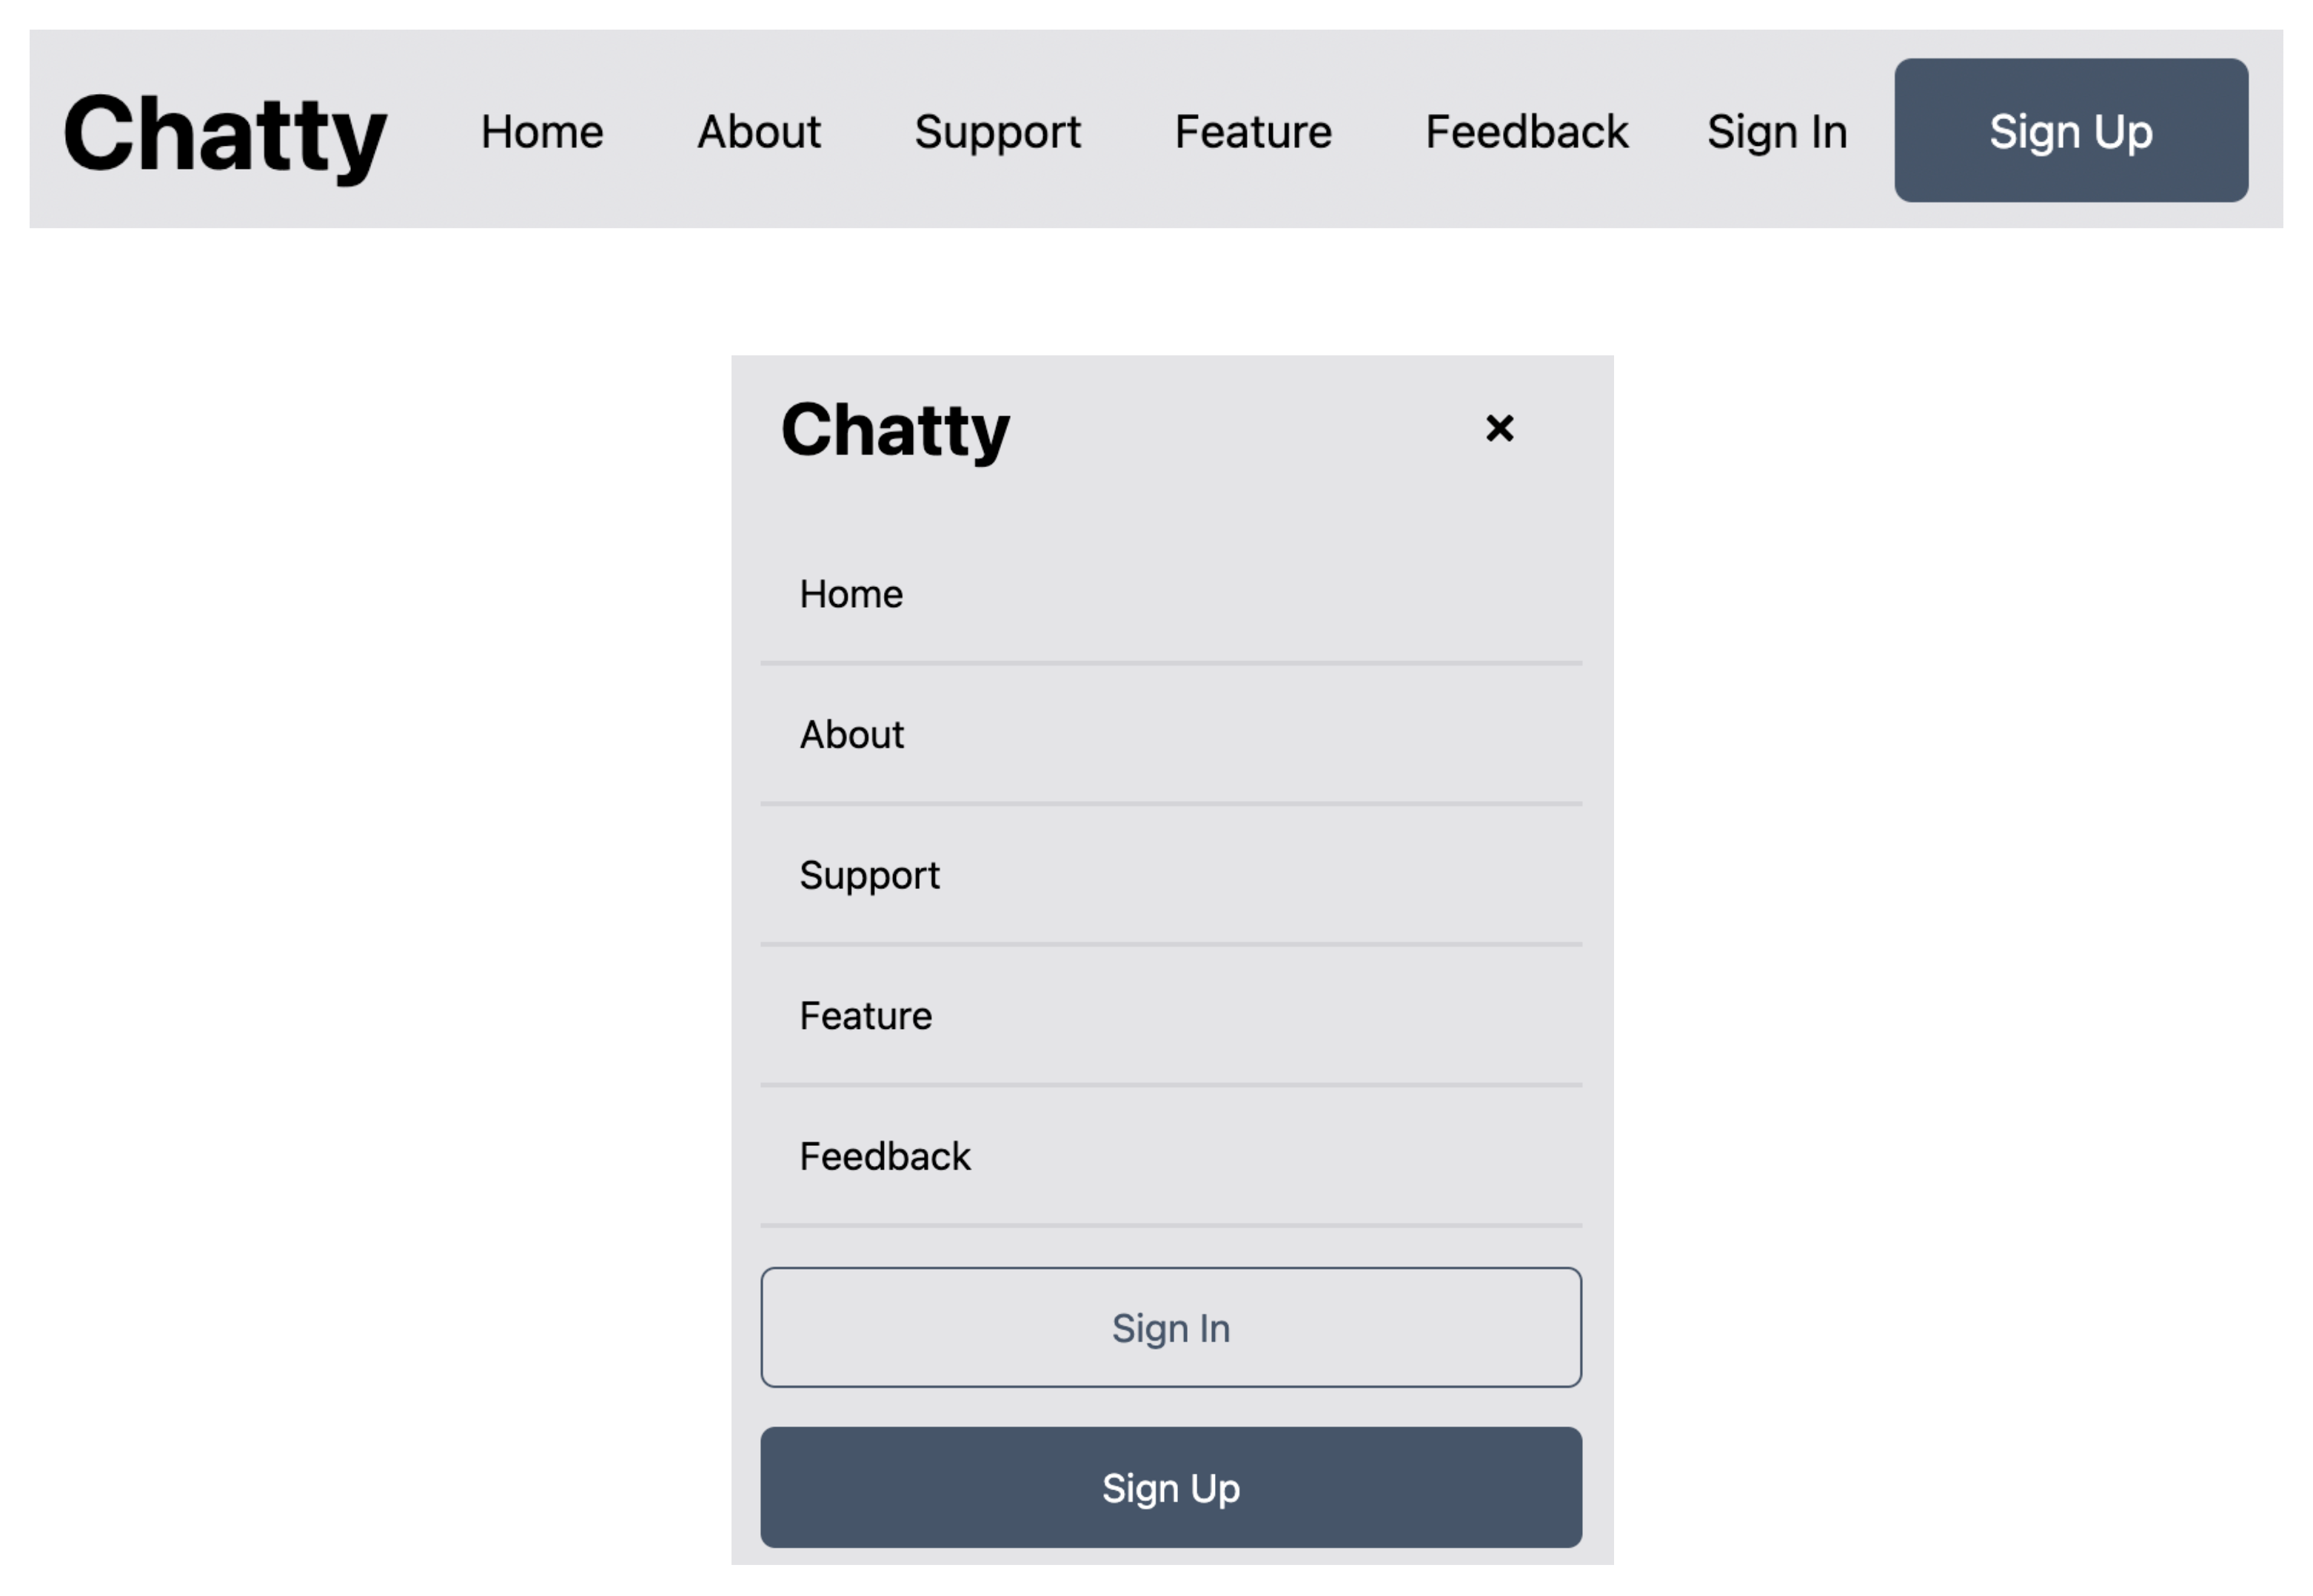 Chatty Home About Support Feature Feedback Sign In Sign Up
Chatty
Home
About
Support
Feature
Feedback
Sign In
Sign Up